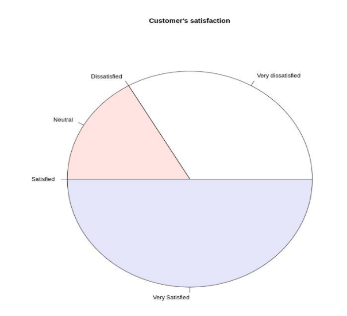 Customer's satisfaction
Dissatisfied
Very dissatisfied
Neutral
Satisfied
Very Satisfied